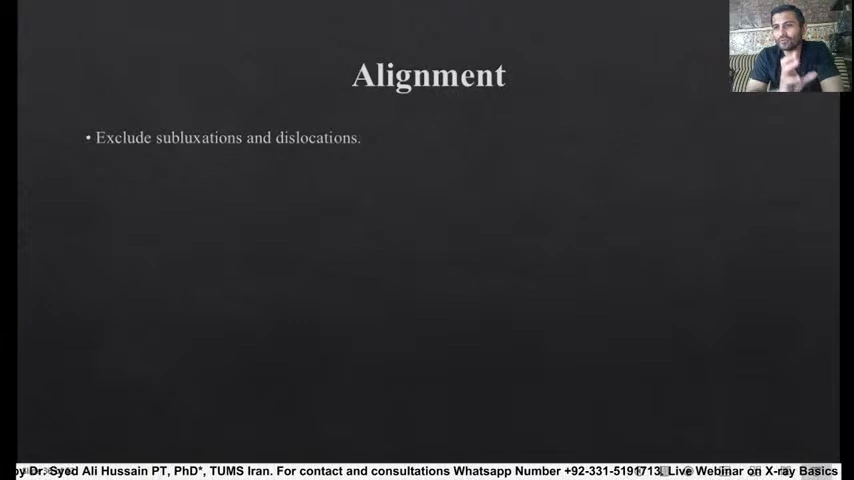 Alignment
• Exclude subluxations and dislocations.
by Dr. Syed Ali Hussain PT, PhD*, TUMS Iran. For contact and consultations Whatsapp Number +92-331-5191713. Live Webinar on X-ray Basics